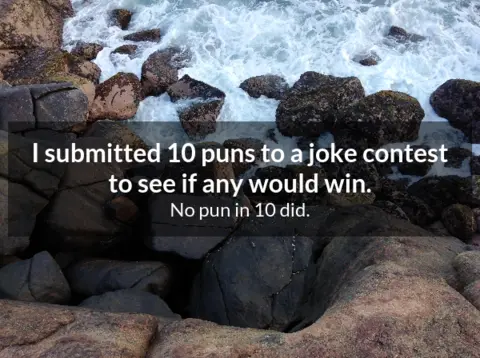 I submitted 10 puns to a joke contest
to see if any would win.
No pun in 10 did.